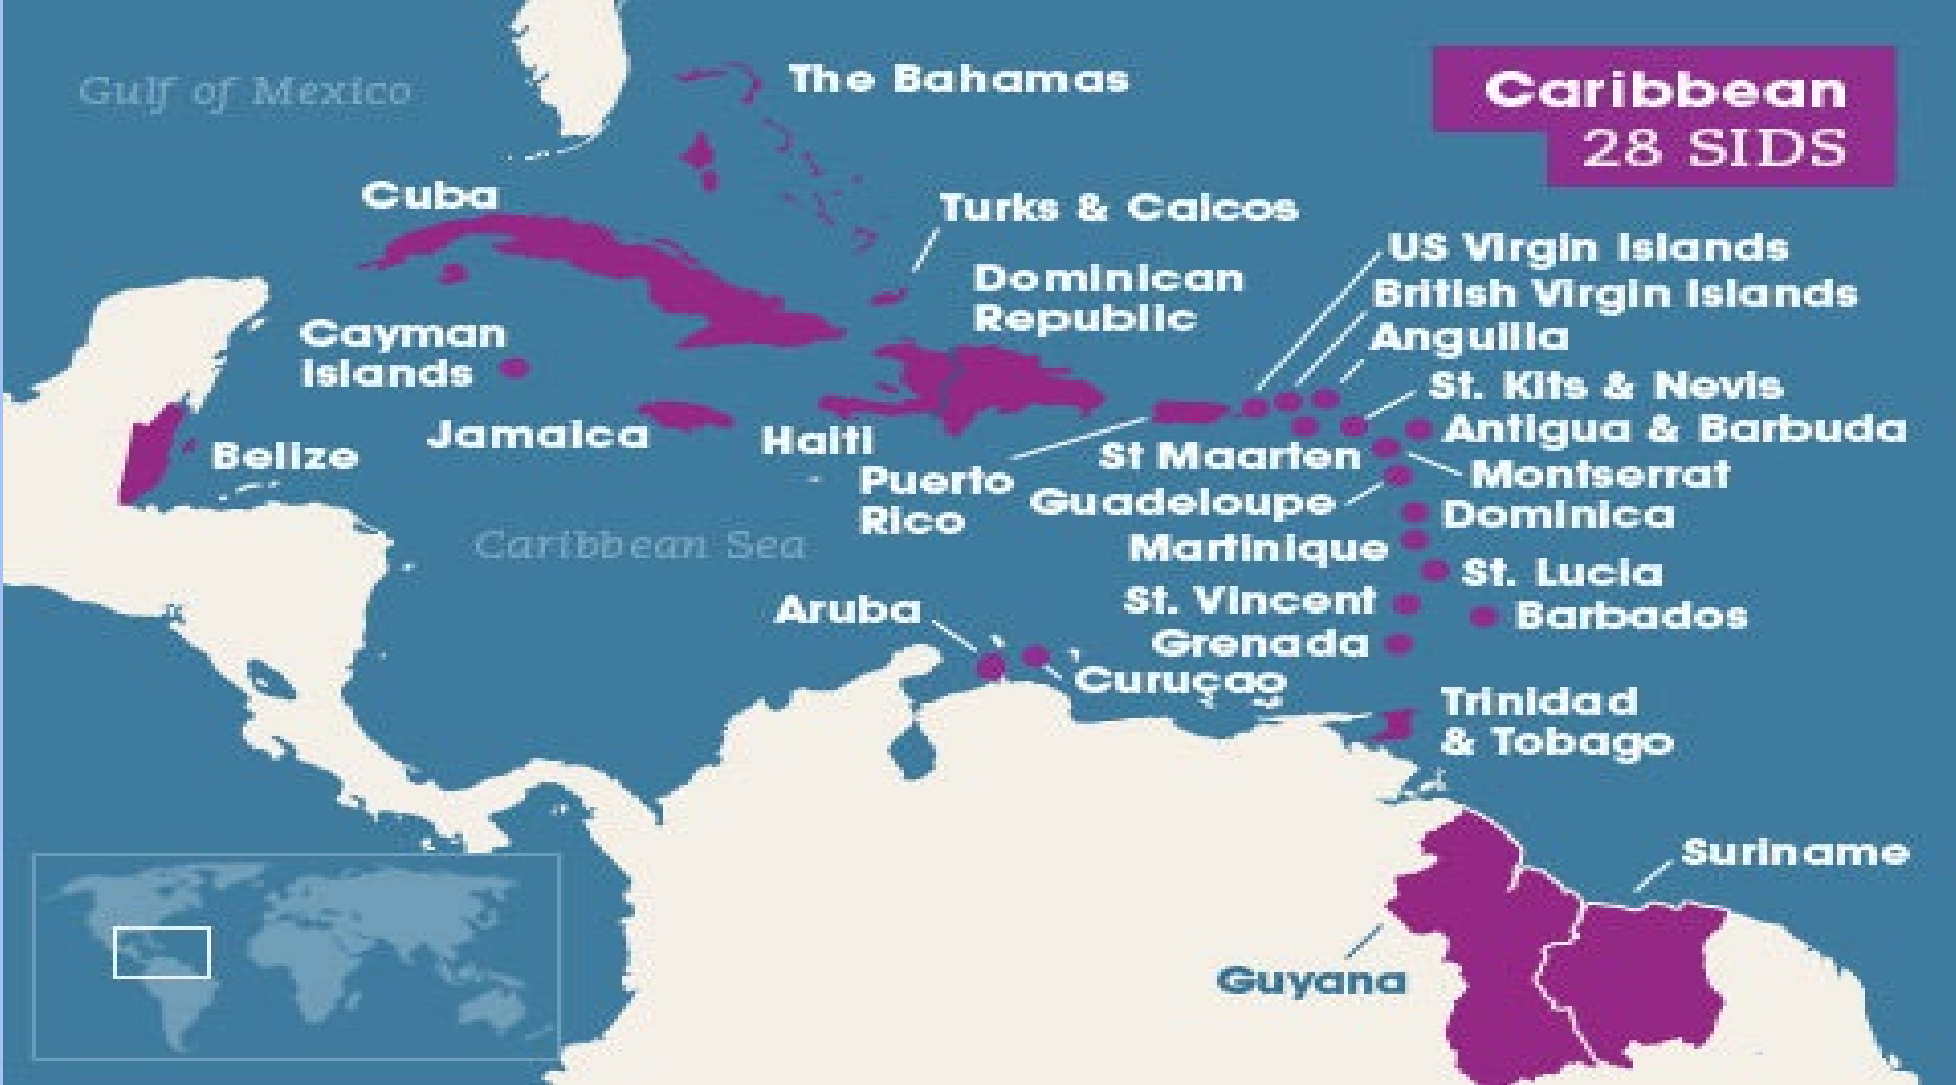 Gulf of Mexico
The Bahamas
Caribbean
28 SIDS
Cuba
Turks & Caicos
US Virgin Islands
Dominican
Republic
British Virgin Islands
Cayman
Islands
Anguilla
St. Kits & Nevis
Jamaica
Haiti
Antigua & Barbuda
Belize
St Maarten
Puerto
Rico
Montserrat
Guadeloupe
Dominica
Caribbean Sea
Martinique
St. Lucia
St. Vincent
Aruba
Barbados
Grenada
Curuçao
Trinidad
& Tobago
Suriname
Guyana